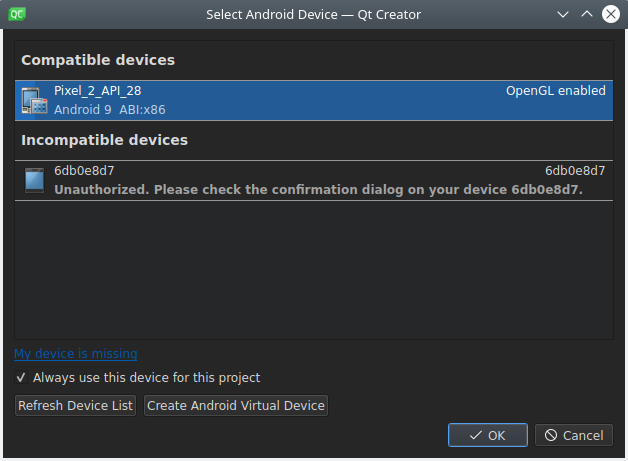 QC
Select Android Device — Qt Creator
Compatible devices
Pixel_2_API_28 OpenGL enabled
Android 9 ABI:x86
Incompatible devices
6db0e8d7 6db0e8d7
Unauthorized. Please check the confirmation dialog on your device 6db0e8d7.
My device is missing
Always use this device for this project
Refresh Device List Create Android Virtual Device
OK Cancel